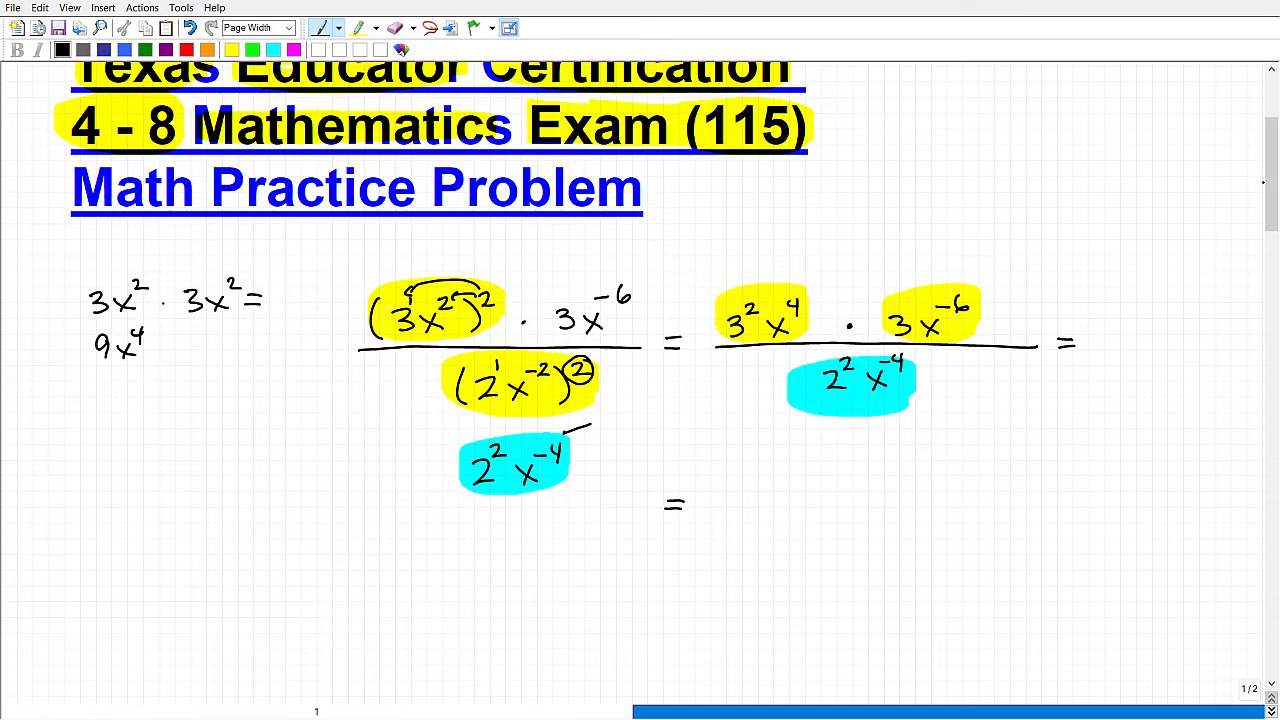 File Edit View Insert Actions Tools Help
Page Width
B I U
Texas Educator Certification
4 - 8 Mathematics Exam (115)
Math Practice Problem
3x² · 3x² =
9x⁴
(3x²)² · 3x⁻⁶ = 3²x⁴ · 3x⁻⁶ =
(2¹x⁻²)² 2²x⁻⁴
2²x⁻⁴
=
1/2
1